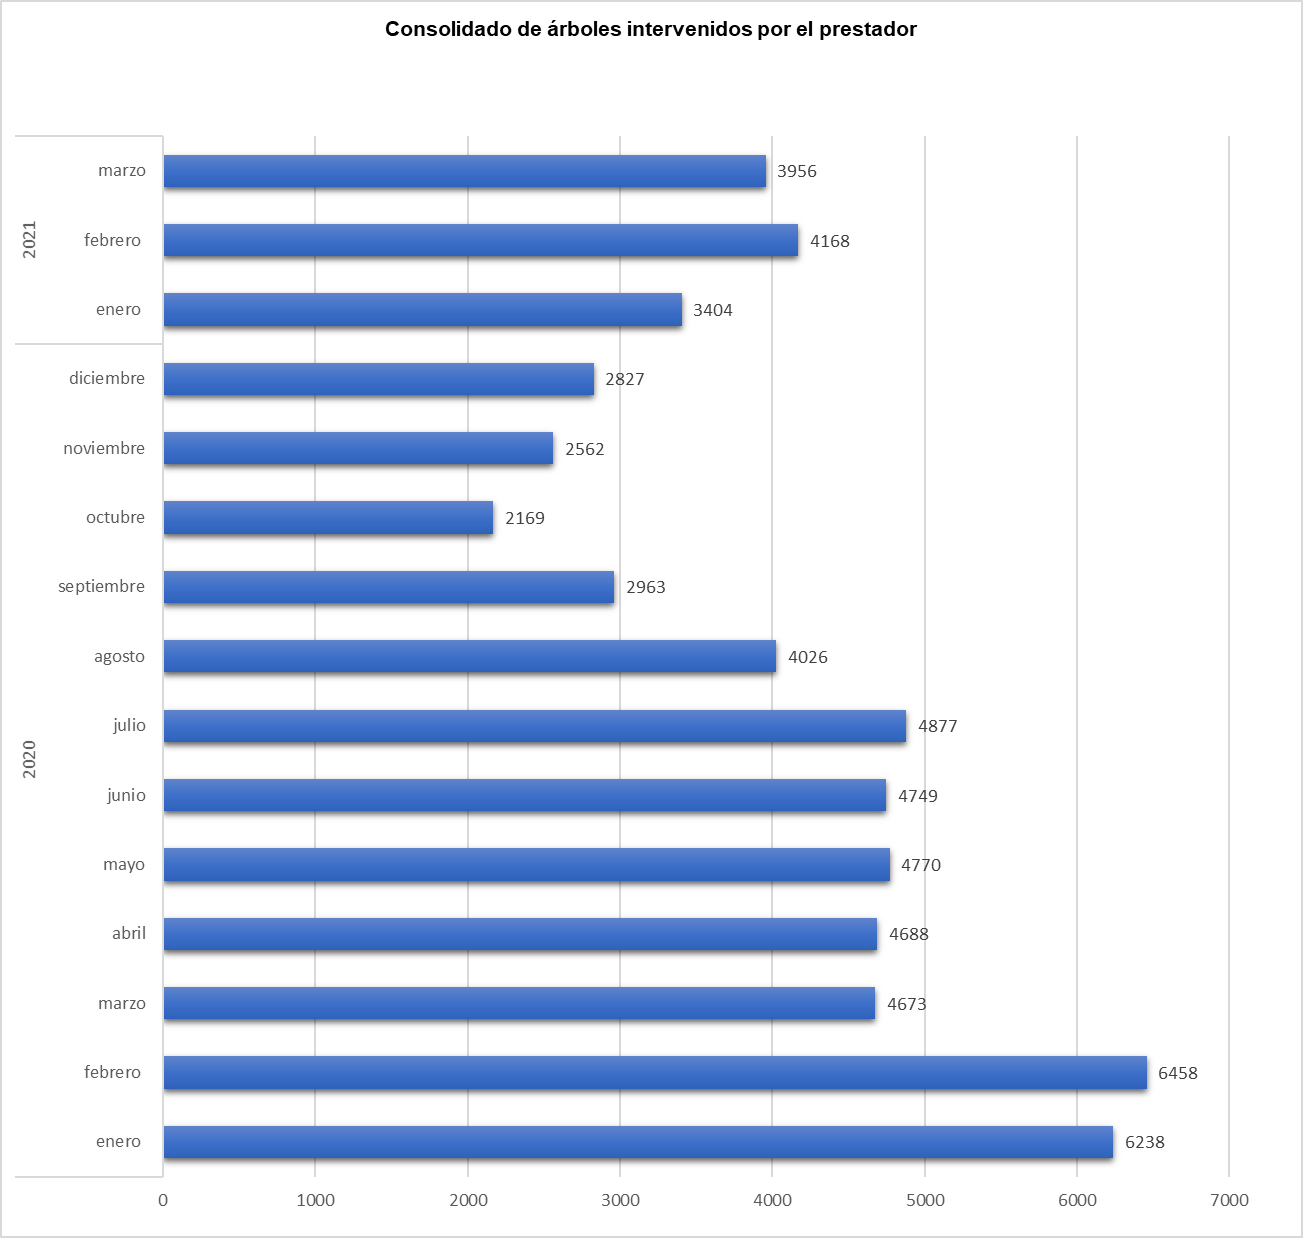 Consolidado de árboles intervenidos por el prestador
2021
marzo 3956
febrero 4168
enero 3404
2020
diciembre 2827
noviembre 2562
octubre 2169
septiembre 2963
agosto 4026
julio 4877
junio 4749
mayo 4770
abril 4688
marzo 4673
febrero 6458
enero 6238
0 1000 2000 3000 4000 5000 6000 7000